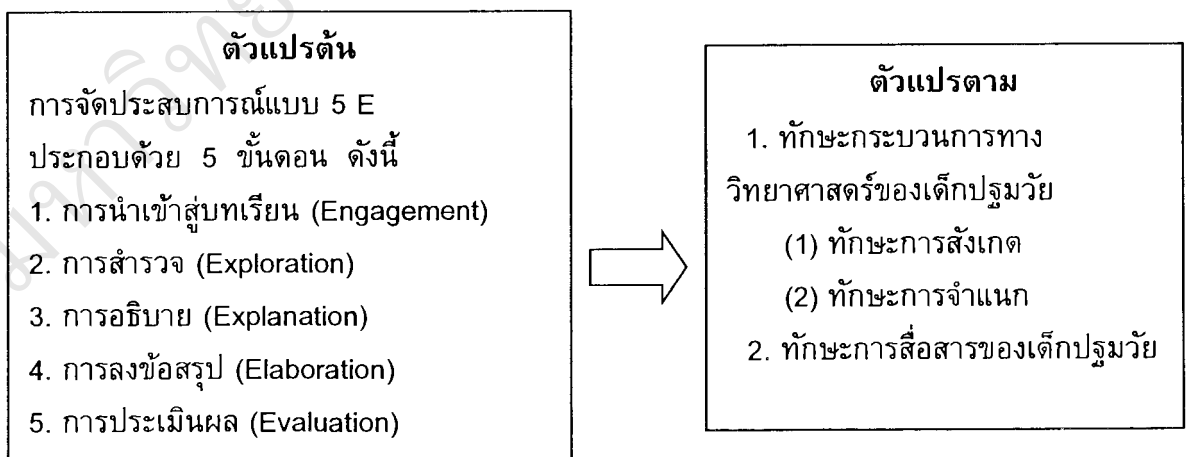 ตัวแปรต้น
การจัดประสบการณ์แบบ 5 E
ประกอบด้วย 5 ขั้นตอน ดังนี้
1. การนำเข้าสู่บทเรียน (Engagement)
2. การสำรวจ (Exploration)
3. การอธิบาย (Explanation)
4. การลงข้อสรุป (Elaboration)
5. การประเมินผล (Evaluation)
ตัวแปรตาม
1. ทักษะกระบวนการทาง
วิทยาศาสตร์ของเด็กปฐมวัย
(1) ทักษะการสังเกต
(2) ทักษะการจำแนก
2. ทักษะการสื่อสารของเด็กปฐมวัย